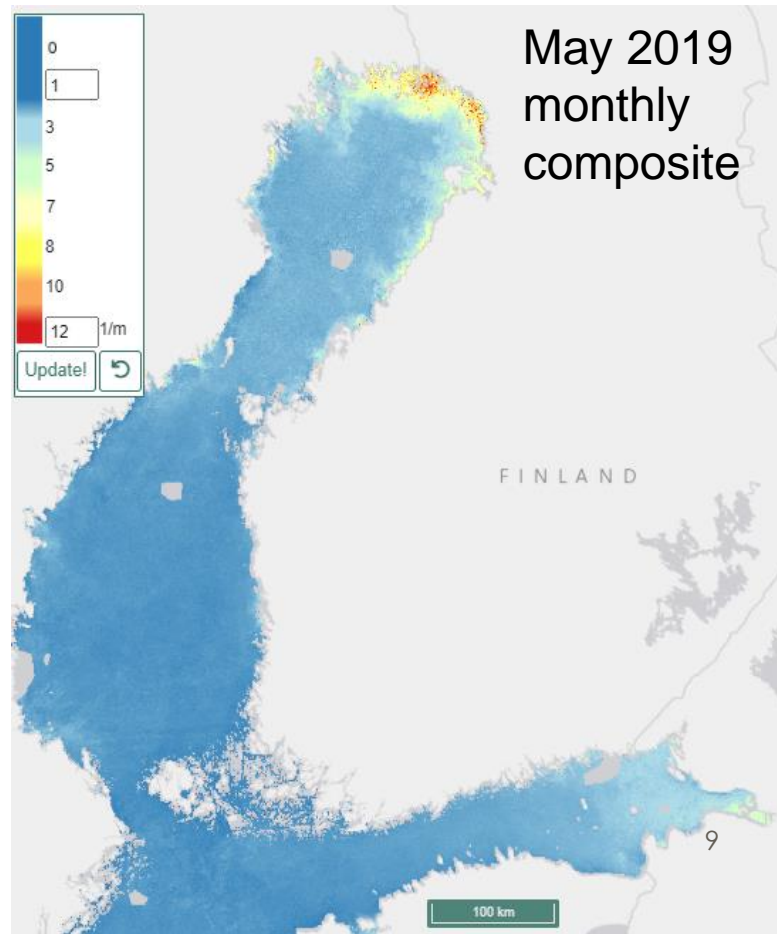 May 2019
monthly
composite
0
1
3
5
7
8
10
12 1/m
Update!
FINLAND
9
100 km